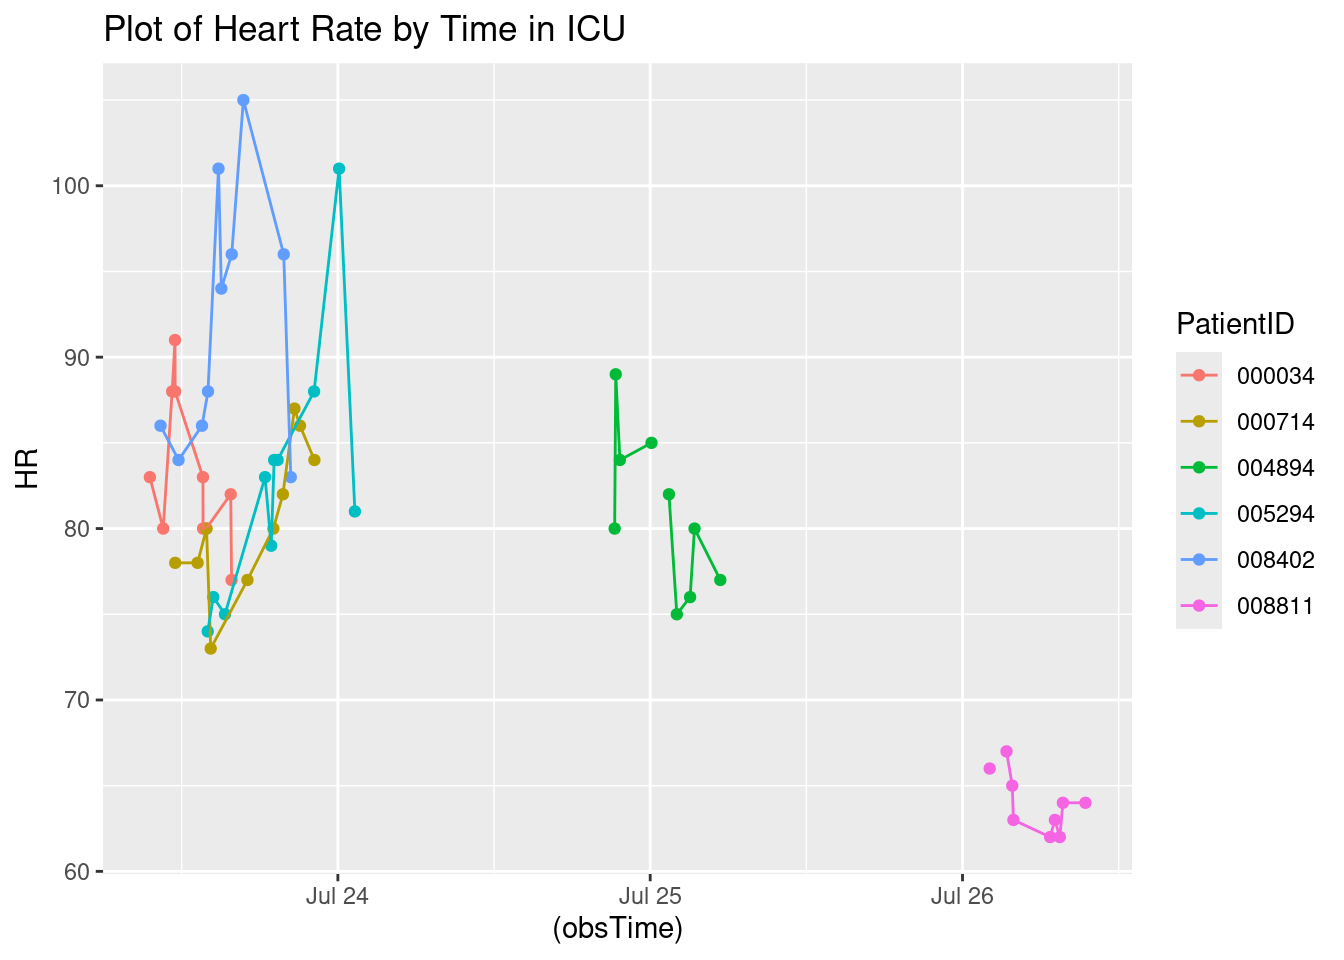 Plot of Heart Rate by Time in ICU
HR
100
90
80
70
60
Jul 24
Jul 25
Jul 26
(obsTime)
PatientID
000034
000714
004894
005294
008402
008811